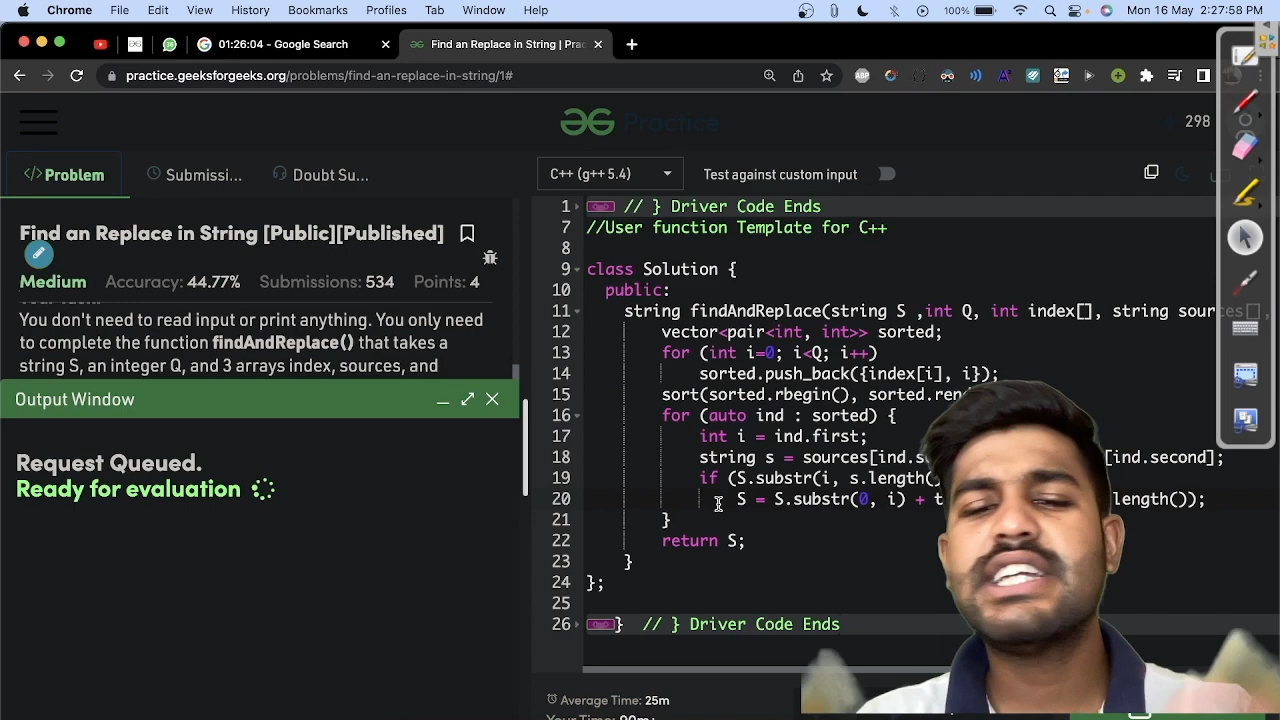 Chrome File Edit View History Bookmarks Profiles Tab Window Help 100% Mon 16 May 2:27:58 PM
01:26:04 - Google Search Find an Replace in String | Prac
practice.geeksforgeeks.org/problems/find-an-replace-in-string/1#
Practice 298
</>Problem Submissi... Doubt Su...
C++ (g++ 5.4) Test against custom input
Find an Replace in String [Public][Published]
Medium Accuracy: 44.77% Submissions: 534 Points: 4
You don't need to read input or print anything. You only need
to complete the function findAndReplace() that takes a
string S, an integer Q, and 3 arrays index, sources, and
Output Window
Request Queued.
Ready for evaluation
1 // } Driver Code Ends
7 //User function Template for C++
8
9 class Solution {
10 public:
11 string findAndReplace(string S ,int Q, int index[], string sources[],
12 vector<pair<int, int>> sorted;
13 for (int i=0; i<Q; i++)
14 sorted.push_back({index[i], i});
15 sort(sorted.rbegin(), sorted.ren
16 for (auto ind : sorted) {
17 int i = ind.first;
18 string s = sources[ind.s [ind.second];
19 if (S.substr(i, s.length(
20 S = S.substr(0, i) + t length());
21 }
22 return S;
23 }
24 };
25
26 } // } Driver Code Ends
Average Time: 25m